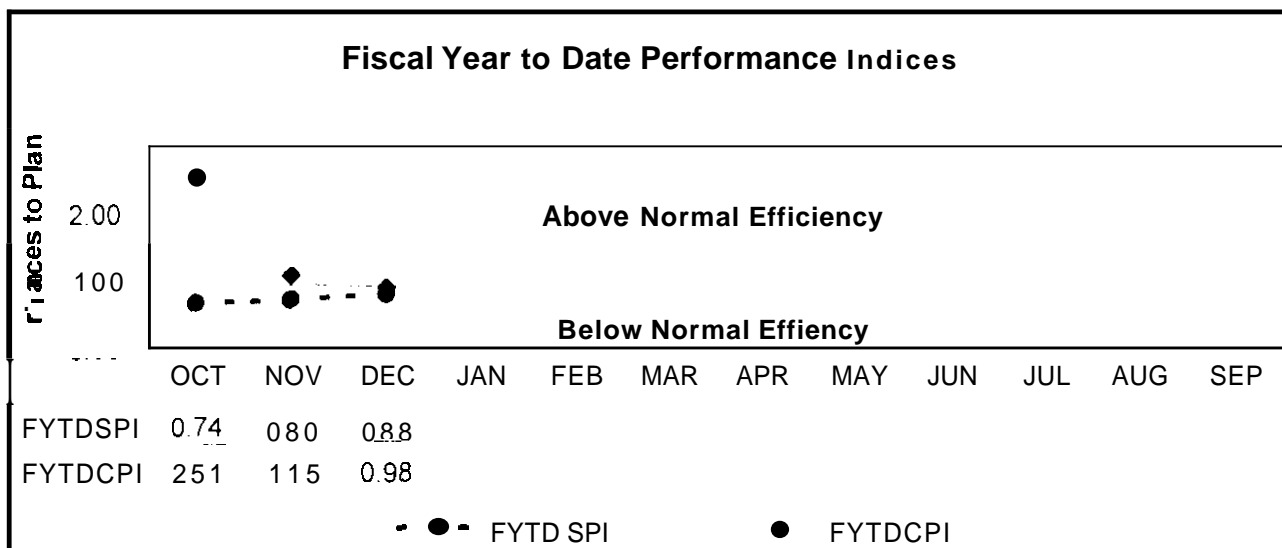 Fiscal Year to Date Performance Indices
to Plan
2.00
Above Normal Efficiency
100
Below Normal Effiency
OCT NOV DEC JAN FEB MAR APR MAY JUN JUL AUG SEP
FYTDSPI 0.74 080 088
FYTDCPI 251 115 0.98
FYTD SPI FYTDCPI